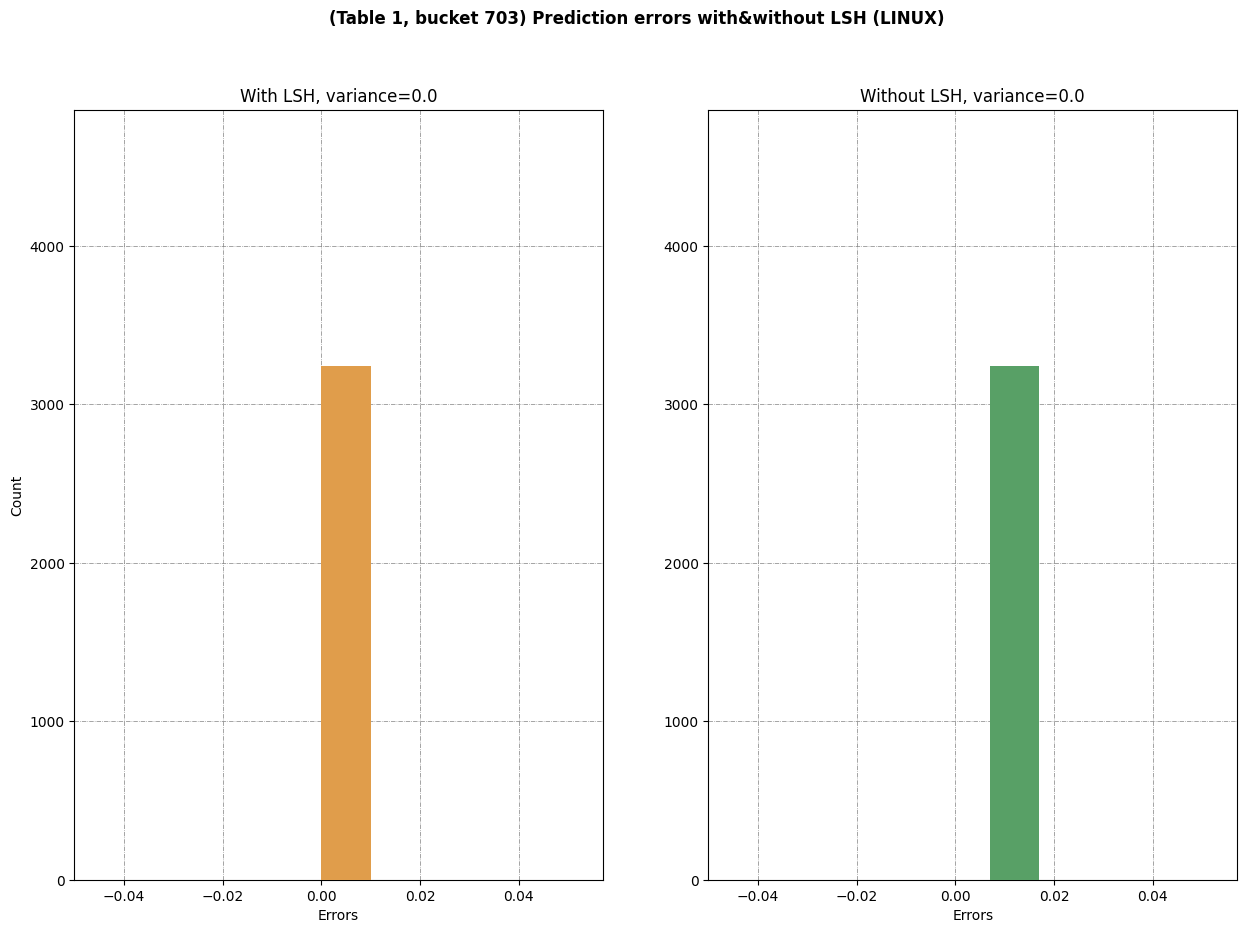 (Table 1, bucket 703) Prediction errors with&without LSH (LINUX)
With LSH, variance=0.0
Count
4000
3000
2000
1000
0
−0.04 −0.02 0.00 0.02 0.04
Errors
Without LSH, variance=0.0
4000
3000
2000
1000
0
−0.04 −0.02 0.00 0.02 0.04
Errors